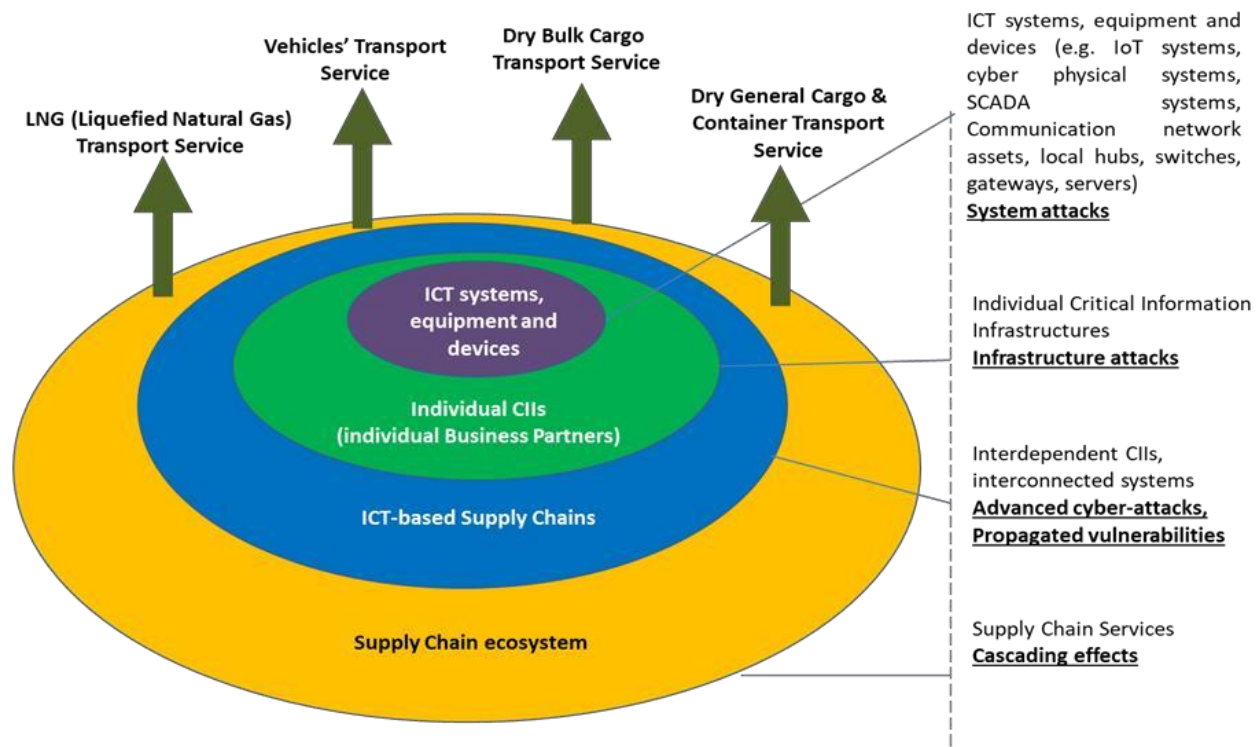 LNG (Liquefied Natural Gas)
Transport Service
Vehicles’ Transport
Service
Dry Bulk Cargo
Transport Service
Dry General Cargo &
Container Transport
Service
ICT systems,
equipment and
devices
Individual CIIs
(individual Business Partners)
ICT-based Supply Chains
Supply Chain ecosystem
ICT systems, equipment and
devices (e.g. IoT systems,
cyber physical systems,
SCADA systems,
Communication network
assets, local hubs, switches,
gateways, servers)
System attacks
Individual Critical Information
Infrastructures
Infrastructure attacks
Interdependent CIIs,
interconnected systems
Advanced cyber-attacks,
Propagated vulnerabilities
Supply Chain Services
Cascading effects